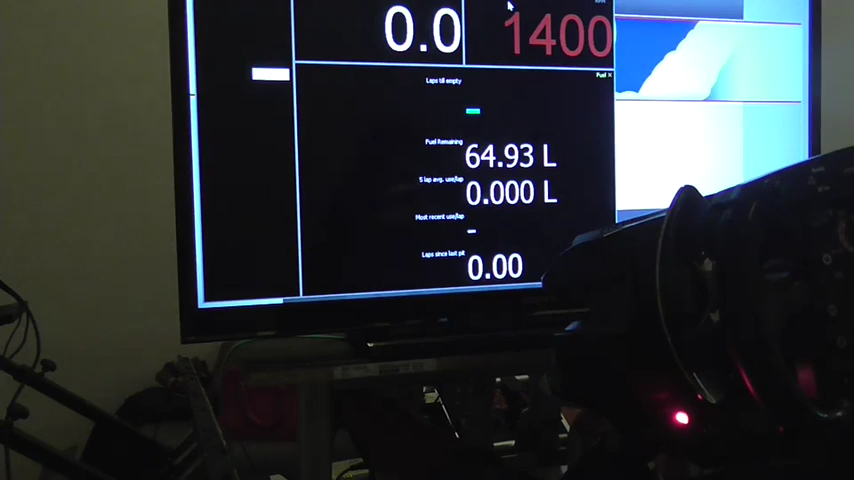 0.0
1400
Fuel
Laps till empty
Fuel Remaining
64.93 L
5 lap avg. use/lap
0.000 L
Most recent use/lap
Laps since last pit
0.00